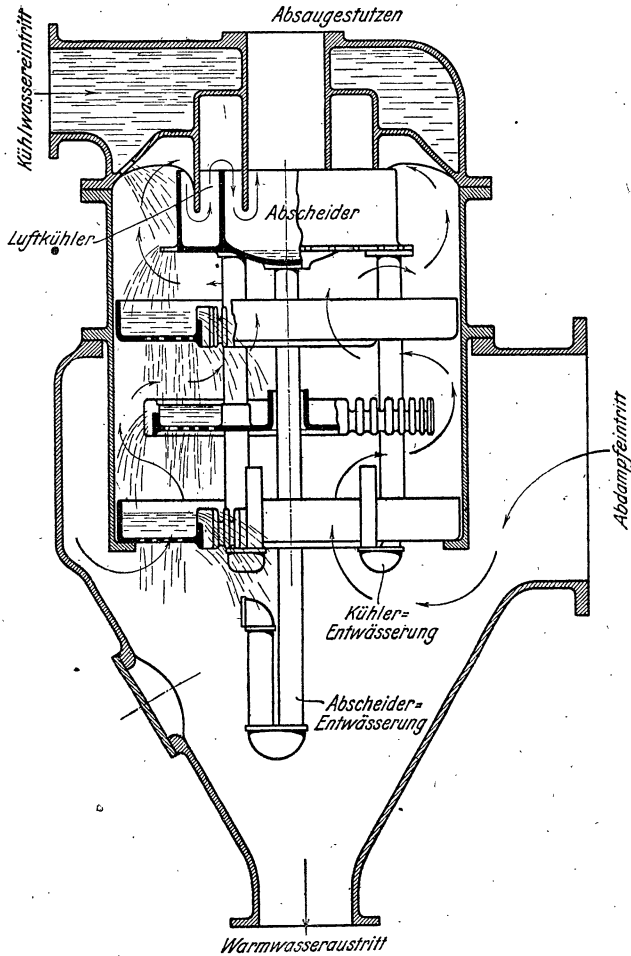 Absaugestutzen
Kühlwassereintritt
Luftkühler
Abscheider
Abdampfeintritt
Kühler=
Entwässerung
Abscheider=
Entwässerung
Warmwasseraustritt